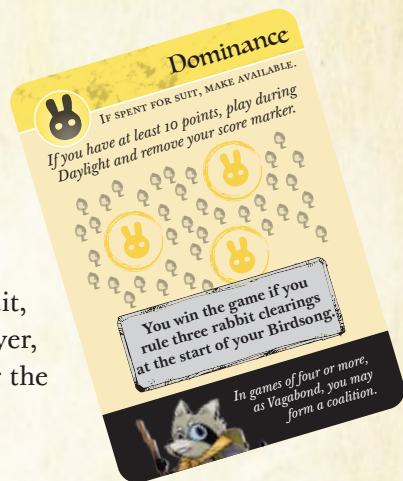 Dominance
If spent for suit, make available.
If you have at least 10 points, play during
Daylight and remove your score marker.
You win the game if you
rule three rabbit clearings
at the start of your Birdsong.
In games of four or more,
as Vagabond, you may
form a coalition.
it,
yer,
r the